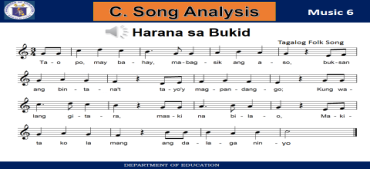 C. Song Analysis
Music 6
Harana sa Bukid
Tagalog Folk Song
Ta - o po, may ba - hay, ma - bag - sik ang a - so, buk - san
ang bin - ta - na't ta - yo'y mag - pan - dang - go; Kung wa -
lang gi - ta - ra, mas - ki na bi - la - o, Ma - ki -
ta ko la mang ang da - la - ga nin - yo
DEPARTMENT OF EDUCATION